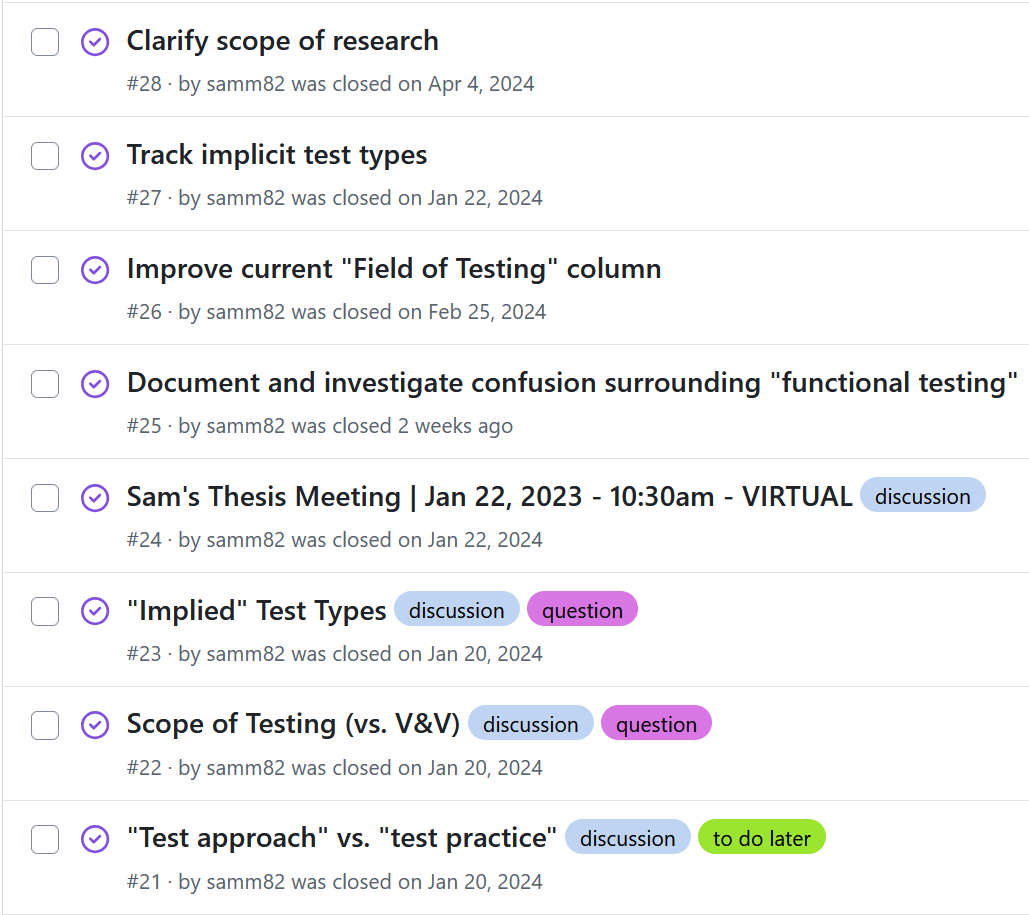 Clarify scope of research
#28 · by samm82 was closed on Apr 4, 2024
Track implicit test types
#27 · by samm82 was closed on Jan 22, 2024
Improve current "Field of Testing" column
#26 · by samm82 was closed on Feb 25, 2024
Document and investigate confusion surrounding "functional testing"
#25 · by samm82 was closed 2 weeks ago
Sam's Thesis Meeting | Jan 22, 2023 - 10:30am - VIRTUAL discussion
#24 · by samm82 was closed on Jan 22, 2024
"Implied" Test Types discussion question
#23 · by samm82 was closed on Jan 20, 2024
Scope of Testing (vs. V&V) discussion question
#22 · by samm82 was closed on Jan 20, 2024
"Test approach" vs. "test practice" discussion to do later
#21 · by samm82 was closed on Jan 20, 2024